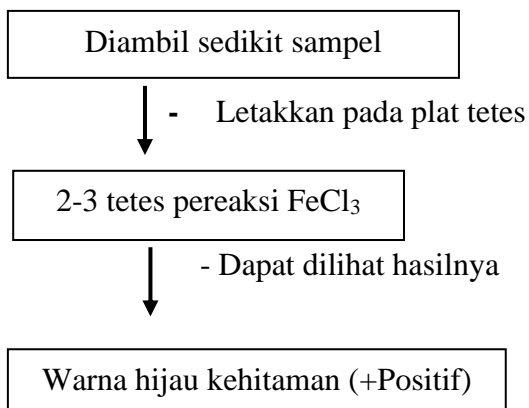 Diambil sedikit sampel
- Letakkan pada plat tetes
2-3 tetes pereaksi FeCl₃
- Dapat dilihat hasilnya
Warna hijau kehitaman (+Positif)